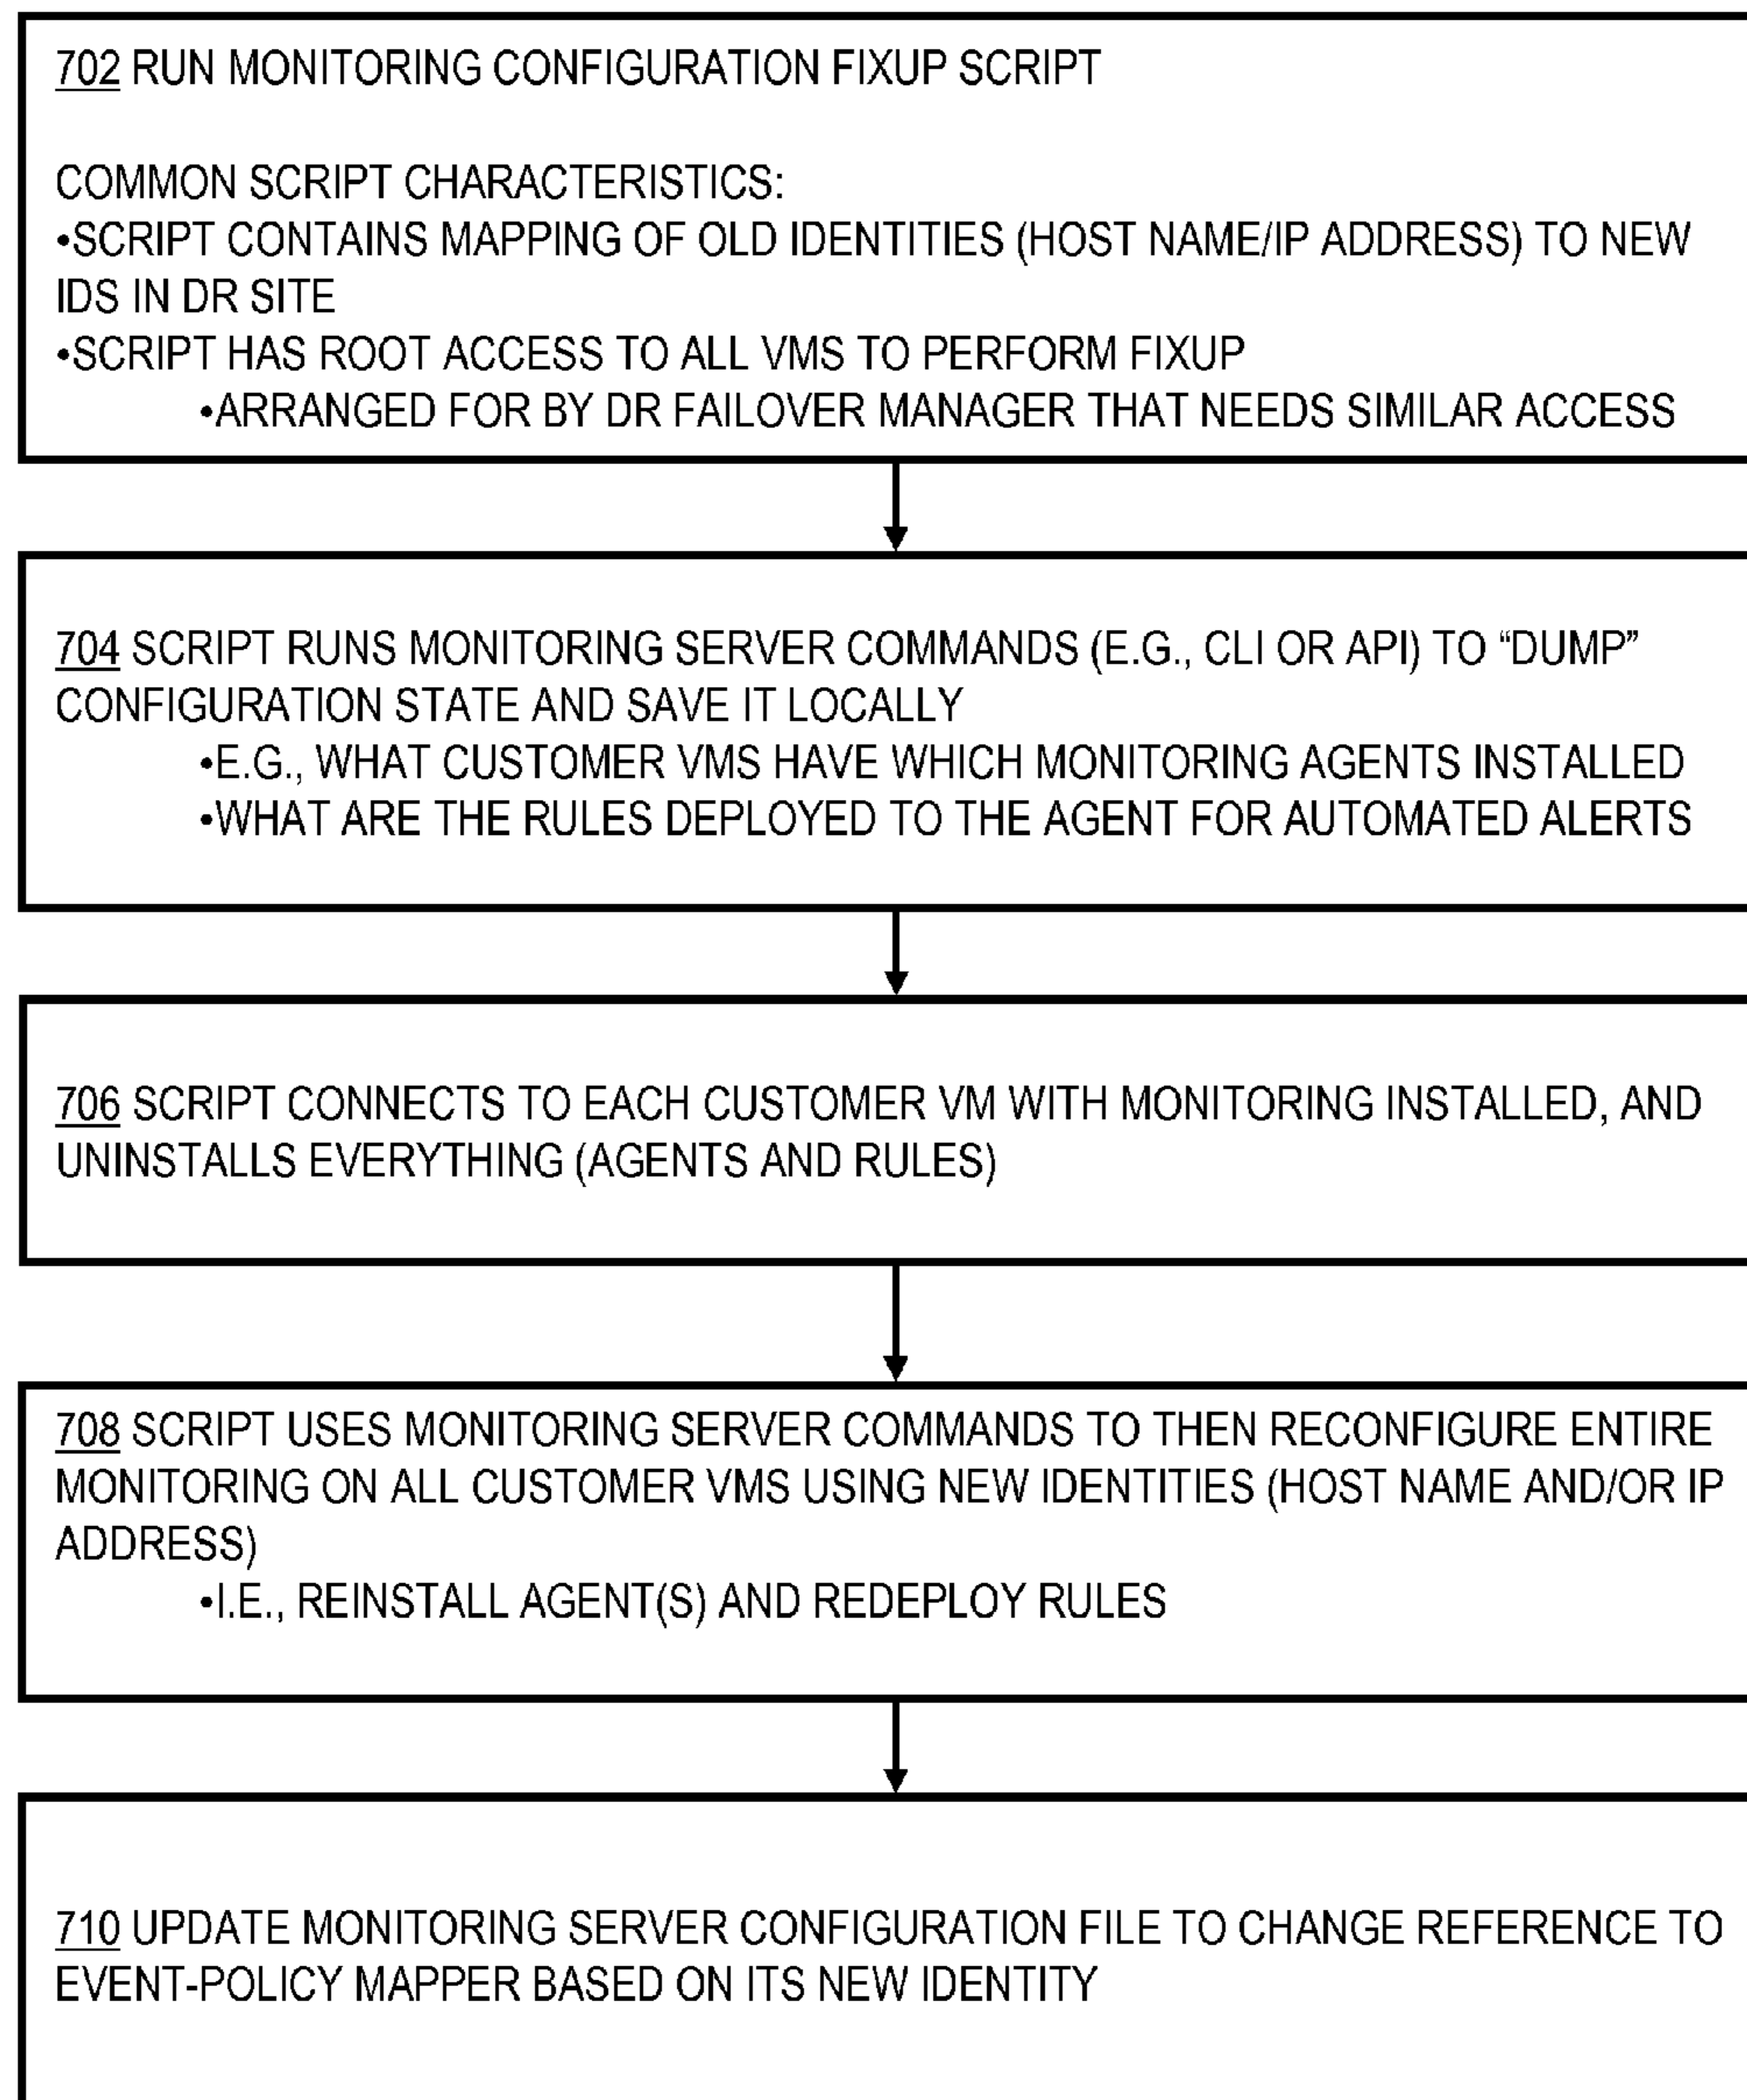 702 RUN MONITORING CONFIGURATION FIXUP SCRIPT
COMMON SCRIPT CHARACTERISTICS:
•SCRIPT CONTAINS MAPPING OF OLD IDENTITIES (HOST NAME/IP ADDRESS) TO NEW
IDS IN DR SITE
•SCRIPT HAS ROOT ACCESS TO ALL VMS TO PERFORM FIXUP
•ARRANGED FOR BY DR FAILOVER MANAGER THAT NEEDS SIMILAR ACCESS
704 SCRIPT RUNS MONITORING SERVER COMMANDS (E.G., CLI OR API) TO “DUMP”
CONFIGURATION STATE AND SAVE IT LOCALLY
•E.G., WHAT CUSTOMER VMS HAVE WHICH MONITORING AGENTS INSTALLED
•WHAT ARE THE RULES DEPLOYED TO THE AGENT FOR AUTOMATED ALERTS
706 SCRIPT CONNECTS TO EACH CUSTOMER VM WITH MONITORING INSTALLED, AND
UNINSTALLS EVERYTHING (AGENTS AND RULES)
708 SCRIPT USES MONITORING SERVER COMMANDS TO THEN RECONFIGURE ENTIRE
MONITORING ON ALL CUSTOMER VMS USING NEW IDENTITIES (HOST NAME AND/OR IP
ADDRESS)
•I.E., REINSTALL AGENT(S) AND REDEPLOY RULES
710 UPDATE MONITORING SERVER CONFIGURATION FILE TO CHANGE REFERENCE TO
EVENT-POLICY MAPPER BASED ON ITS NEW IDENTITY